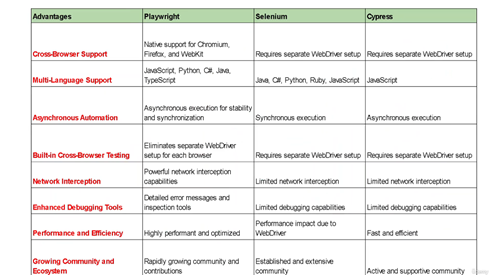 Advantages Playwright Selenium Cypress
Native support for Chromium,
Cross-Browser Support Firefox, and WebKit Requires separate WebDriver setup Requires separate WebDriver setup
JavaScript, Python, C#, Java,
Multi-Language Support TypeScript Java, C#, Python, Ruby, JavaScript JavaScript
Asynchronous execution for stability
Asynchronous Automation and synchronization Synchronous execution Asynchronous execution
Eliminates separate WebDriver
Built-in Cross-Browser Testing setup for each browser Requires separate WebDriver setup Requires separate WebDriver setup
Powerful network interception
Network Interception capabilities Limited network interception Limited network interception
Detailed error messages and
Enhanced Debugging Tools inspection tools Limited debugging capabilities Limited debugging capabilities
Performance impact due to
Performance and Efficiency Highly performant and optimized WebDriver Fast and efficient
Growing Community and Rapidly growing community and Established and extensive
Ecosystem contributions community Active and supportive community